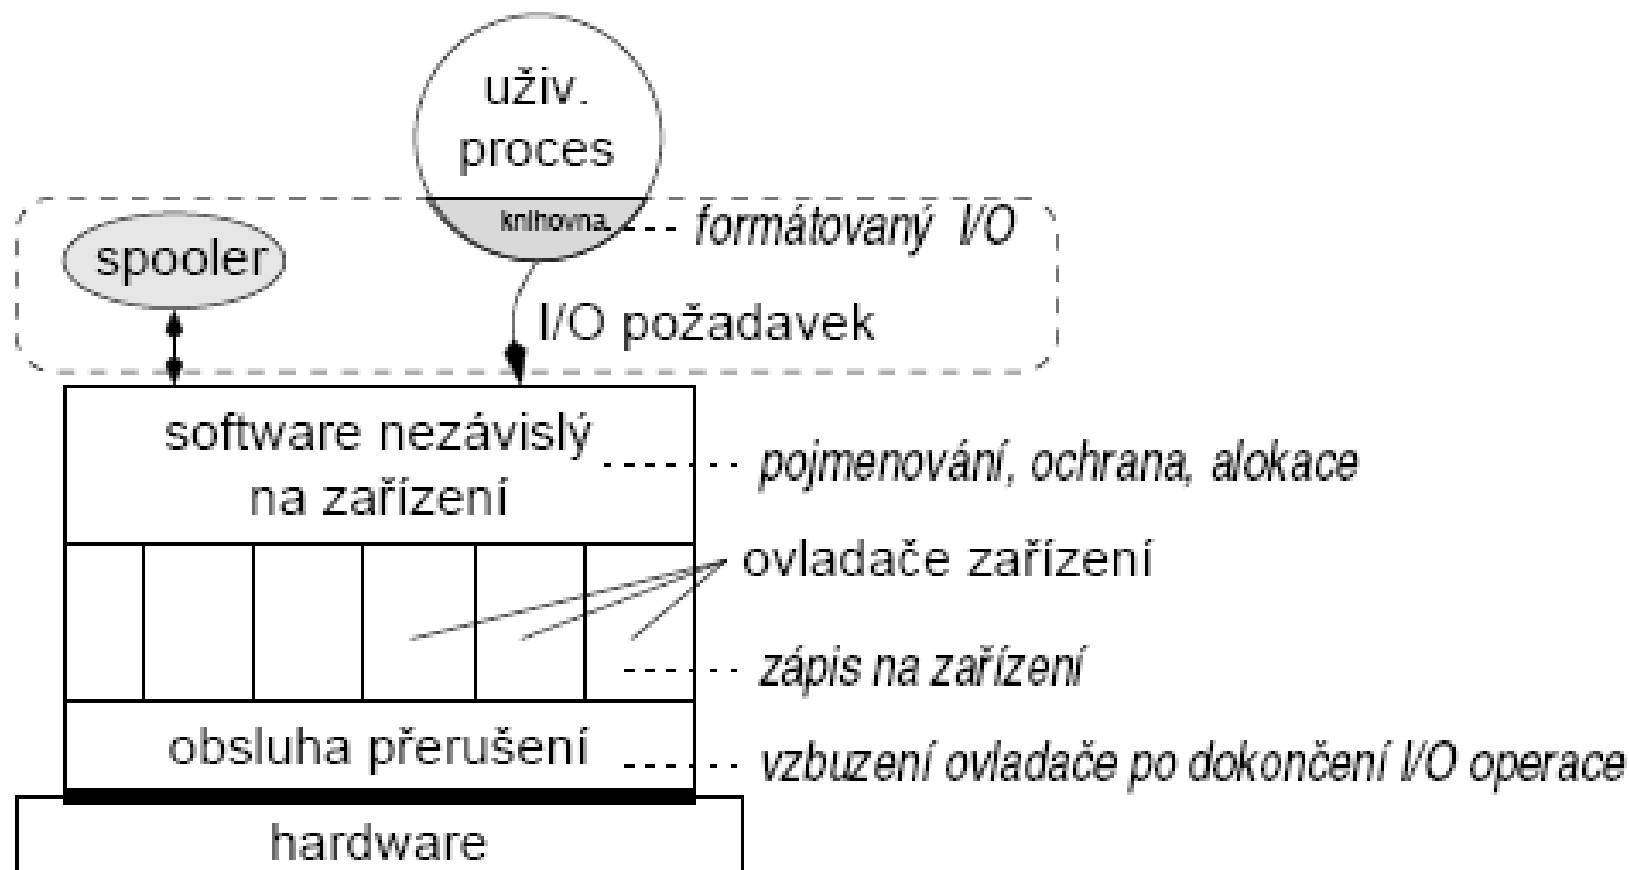 uživ.
proces
knihovna
formátovaný I/O
spooler
I/O požadavek
software nezávislý
na zařízení
pojmenování, ochrana, alokace
ovladače zařízení
zápis na zařízení
obsluha přerušení
vzbuzení ovladače po dokončení I/O operace
hardware